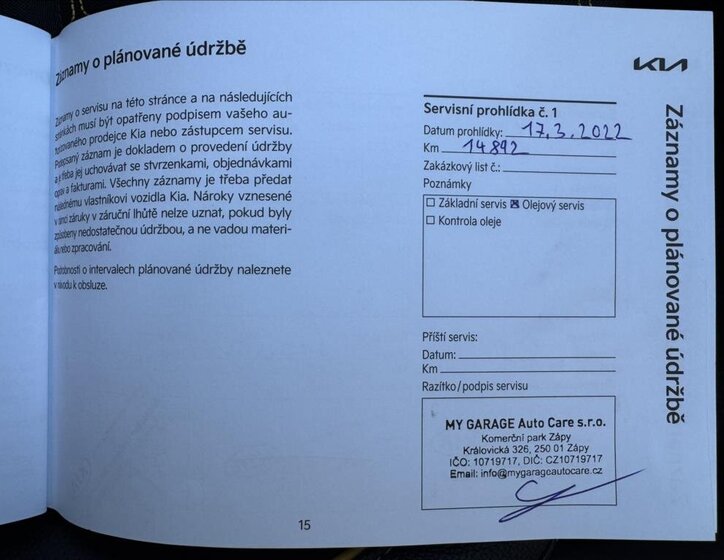 Záznamy o plánované údržbě
Záznamy o servisu na této stránce a na následujících
stránkách musí být opatřeny podpisem vašeho au-
torizovaného prodejce Kia nebo zástupcem servisu.
Podepsaný záznam je dokladem o provedení údržby
a je třeba jej uchovávat se stvrzenkami, objednávkami
oprav a fakturami. Všechny záznamy je třeba předat
následnému vlastníkovi vozidla Kia. Nároky vznesené
v rámci záruky v záruční lhůtě nelze uznat, pokud byly
způsobeny nedostatečnou údržbou, a ne vadou materi-
álu nebo zpracování.
Podrobnosti o intervalech plánované údržby naleznete
v návodu k obsluze.
KIA
Servisní prohlídka č. 1
Datum prohlídky: 17.3.2022
Km 14892
Zakázkový list č.:
Poznámky
Základní servis Olejový servis
Kontrola oleje
Příští servis:
Datum:
Km
Razítko/podpis servisu
MY GARAGE Auto Care s.r.o.
Komerční park Zápy
Královická 326, 250 01 Zápy
IČO: 10719717, DIČ: CZ10719717
Email: info@mygarageautocare.cz
Záznamy o plánované údržbě
15